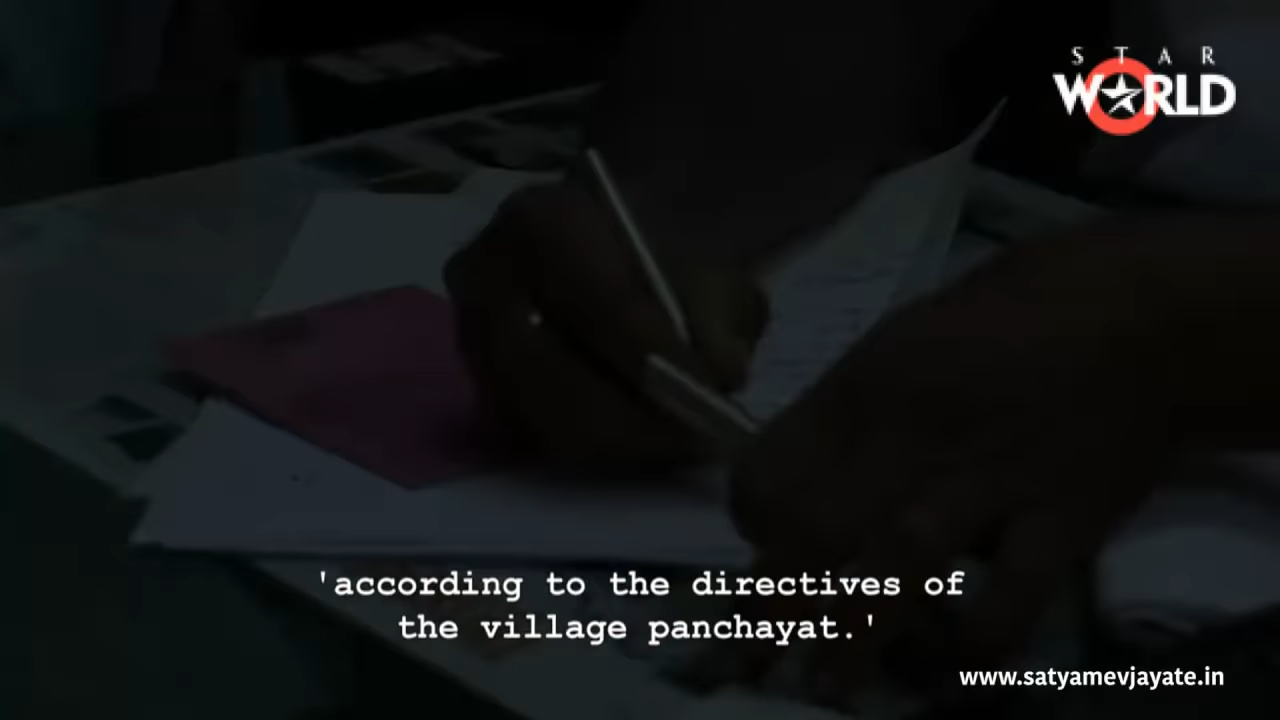 STAR
WORLD
'according to the directives of
the village panchayat.'
www.satyamevjayate.in